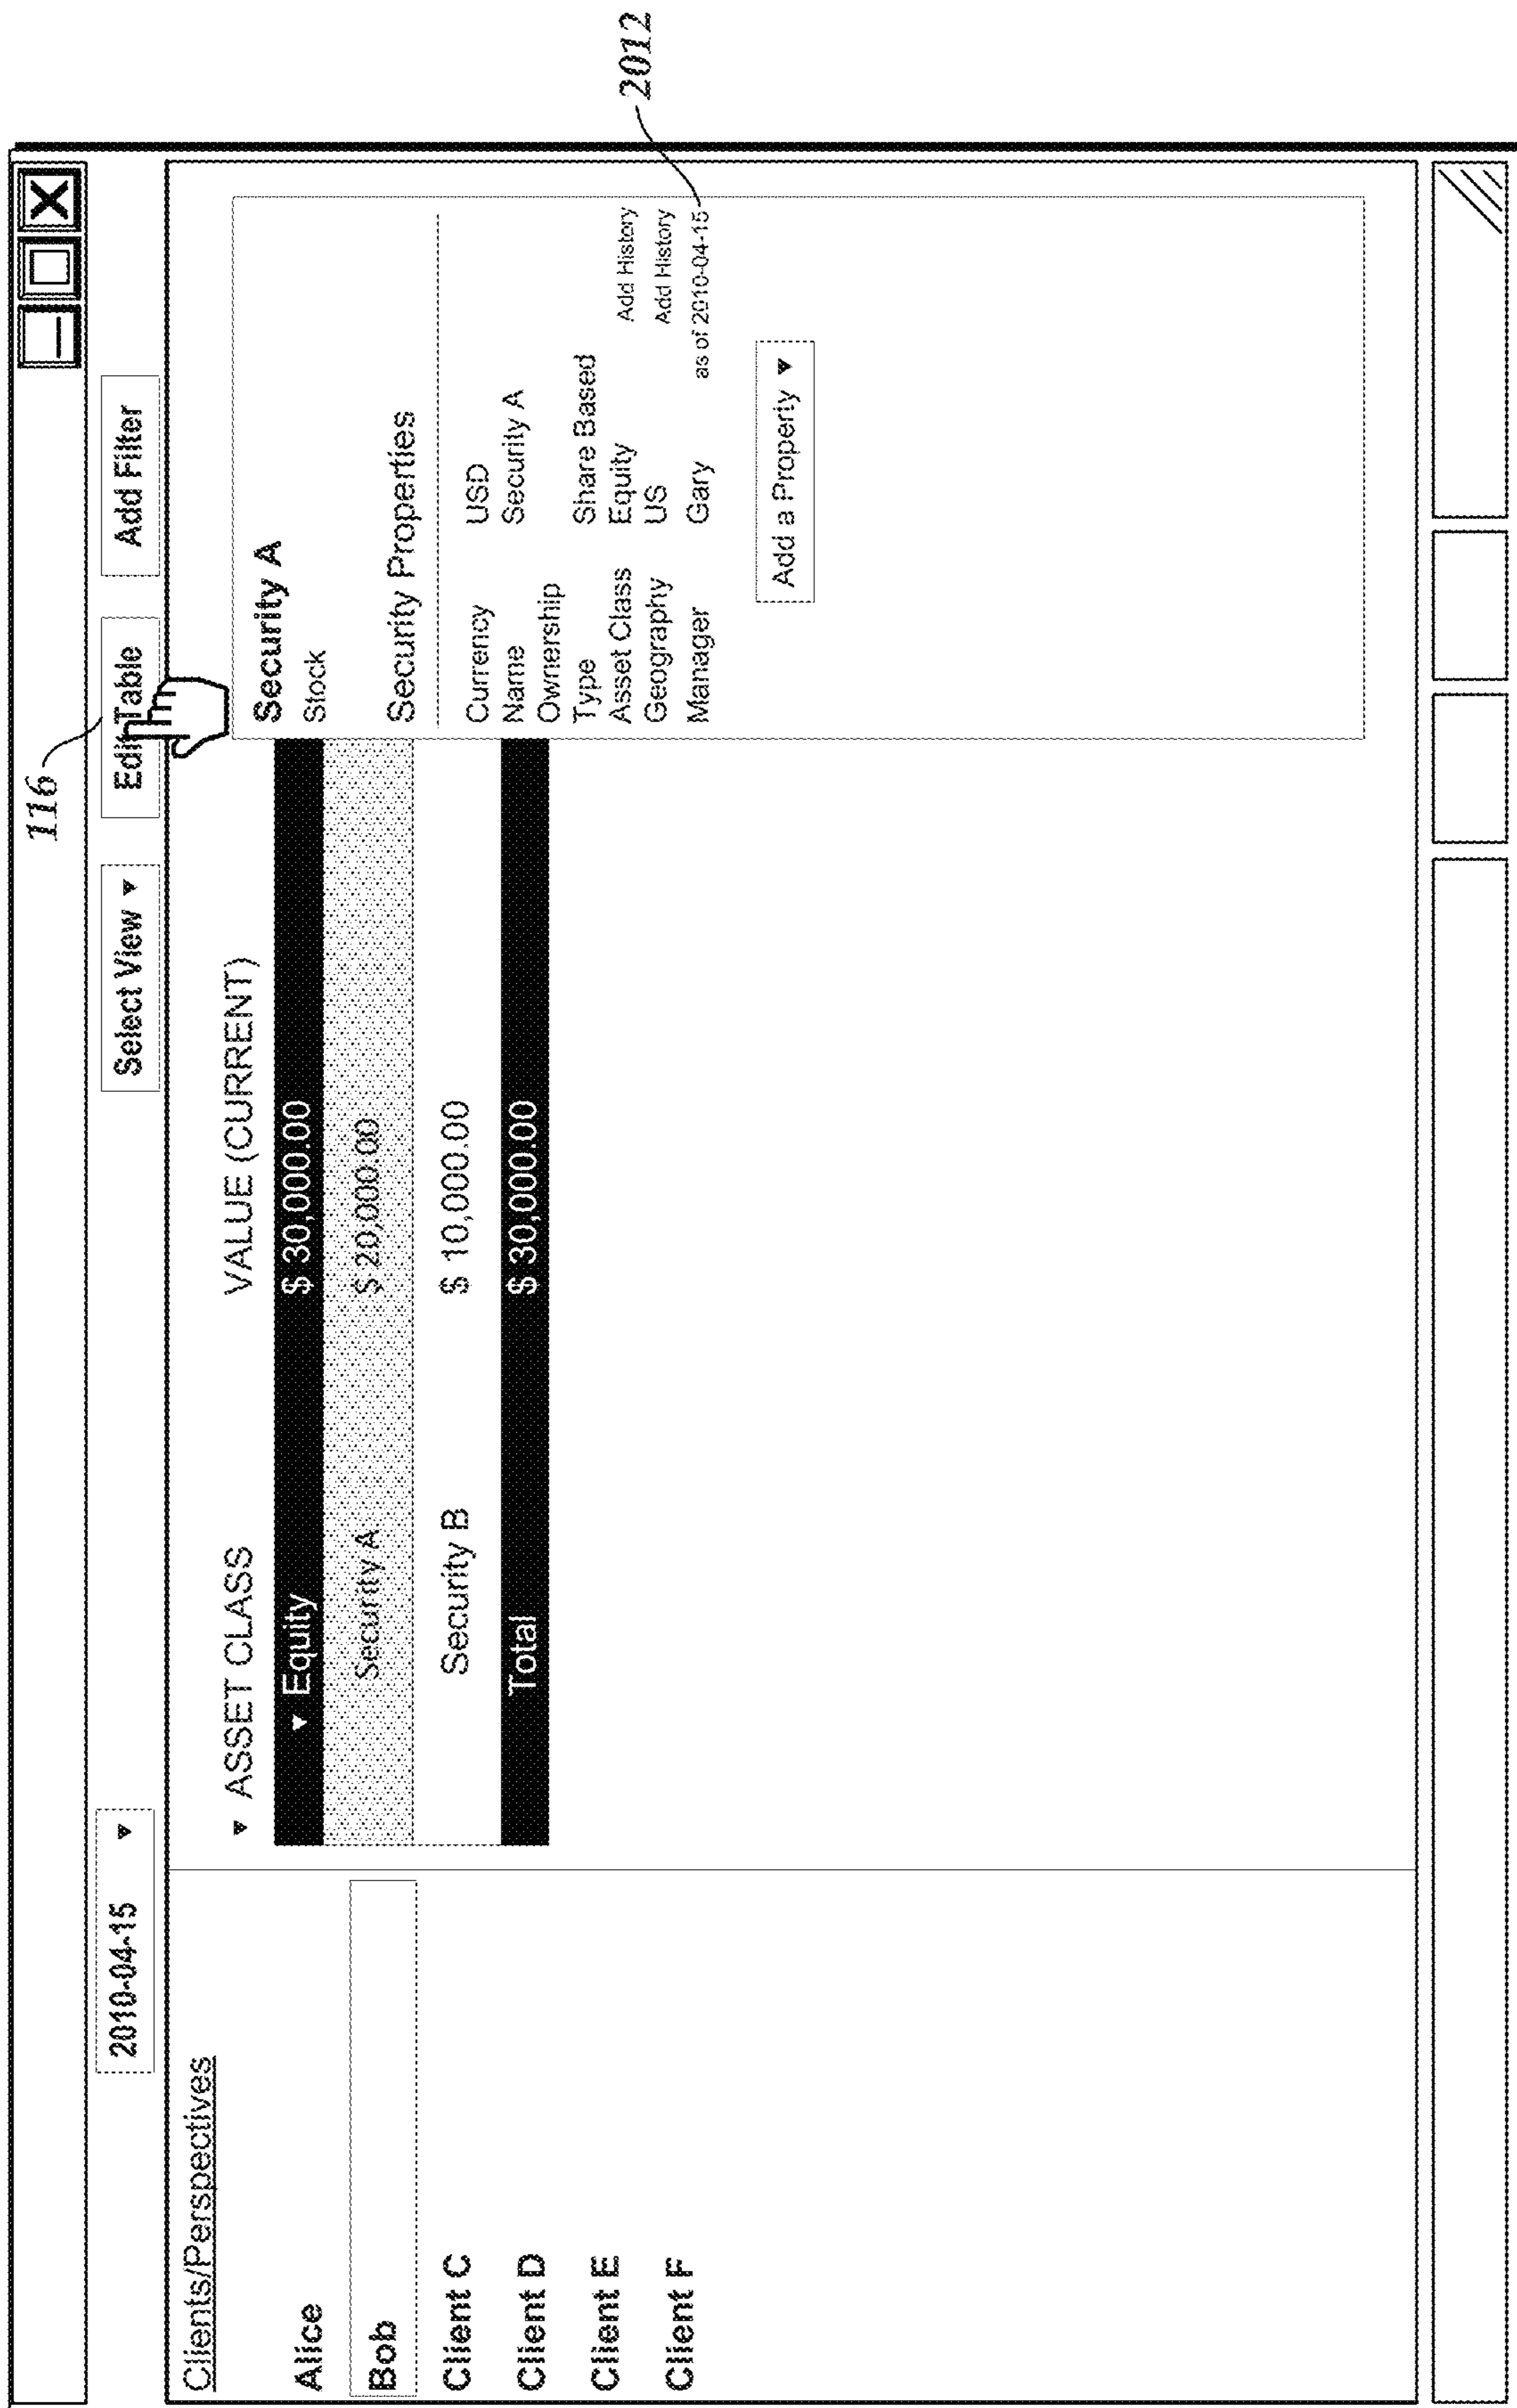 116
2010-04-15 ▼
Select View ▼
Edit Table
Add Filter
Clients/Perspectives
Alice
Bob
Client C
Client D
Client E
Client F
▼ ASSET CLASS VALUE (CURRENT)
▼ Equity $ 30,000.00
Security A $ 20,000.00
Security B $ 10,000.00
Total $ 30,000.00
Security A
Stock
Security Properties
Currency USD
Name Security A
Ownership
Type Share Based
Asset Class Equity Add History
Geography US Add History
Manager Gary as of 2010-04-15
Add a Property ▼
2012